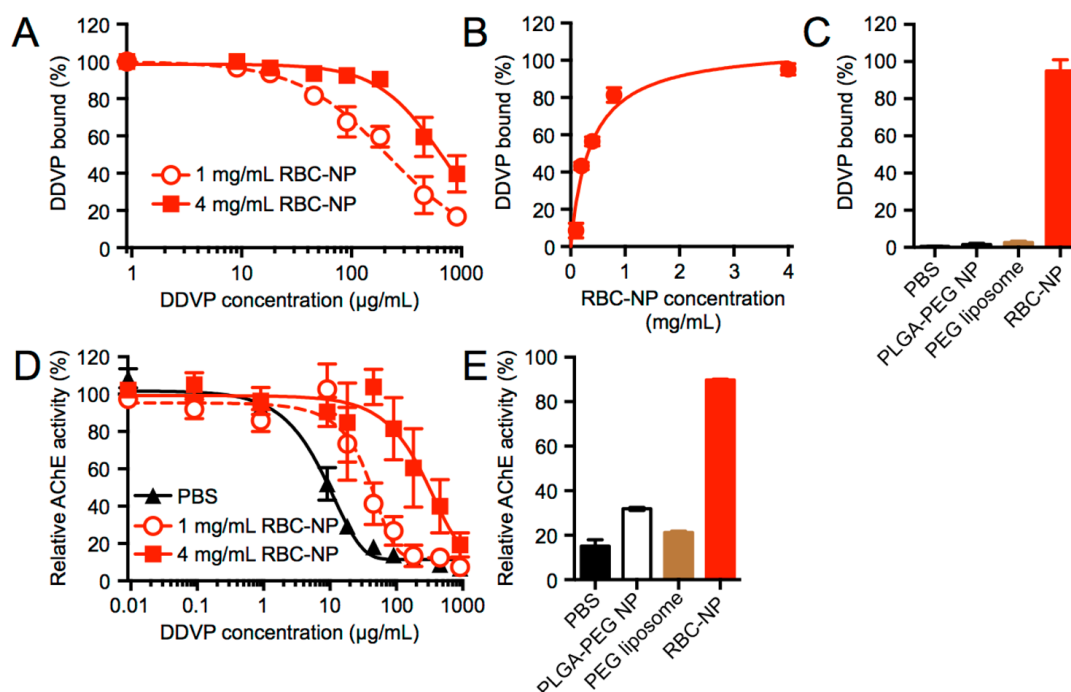 A
DDVP bound (%)
120
100
80
60
40
20
0
1 mg/mL RBC-NP
4 mg/mL RBC-NP
1
10
100
1000
DDVP concentration (µg/mL)
B
DDVP bound (%)
120
100
80
60
40
20
0
0
1
2
3
4
RBC-NP concentration
(mg/mL)
C
DDVP bound (%)
120
100
80
60
40
20
0
PBS
PLGA-PEG NP
PEG liposome
RBC-NP
D
Relative AChE activity (%)
120
100
80
60
40
20
0
PBS
1 mg/mL RBC-NP
4 mg/mL RBC-NP
0.01
0.1
1
10
100
1000
DDVP concentration (µg/mL)
E
Relative AChE activity (%)
100
80
60
40
20
0
PBS
PLGA-PEG NP
PEG liposome
RBC-NP